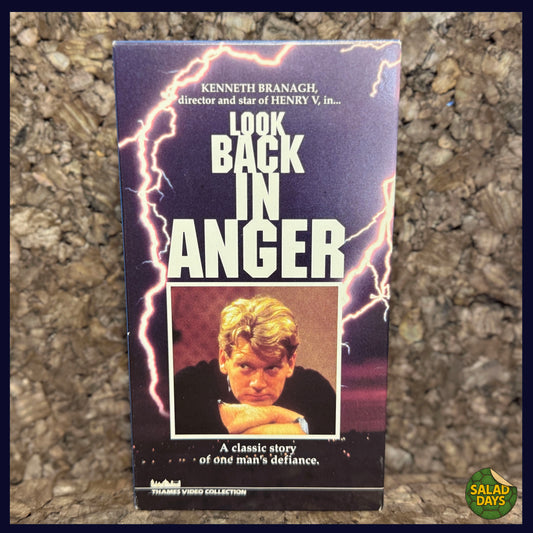 KENNETH BRANAGH,
director and star of HENRY V, in...
LOOK
BACK
IN
ANGER
A classic story
of one man's defiance.
THAMES VIDEO COLLECTION
SALAD
DAYS